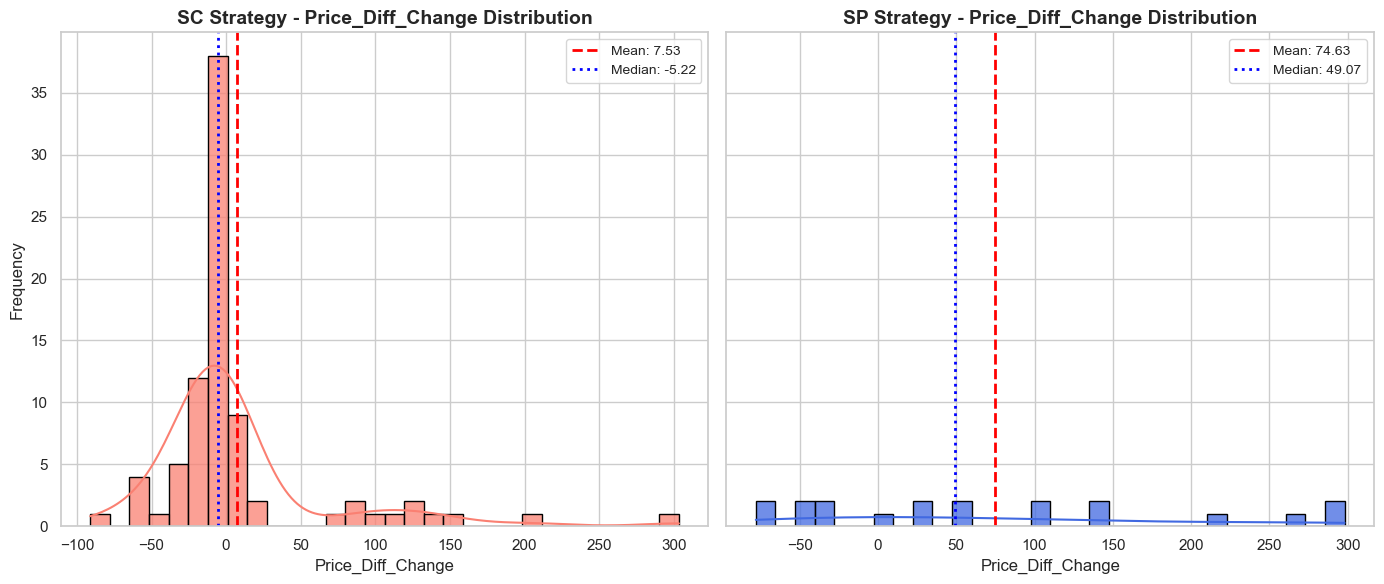 SC Strategy - Price_Diff_Change Distribution
Mean: 7.53
Median: -5.22
Frequency
35
30
25
20
15
10
5
0
−100 −50 0 50 100 150 200 250 300
Price_Diff_Change
SP Strategy - Price_Diff_Change Distribution
Mean: 74.63
Median: 49.07
−50 0 50 100 150 200 250 300
Price_Diff_Change